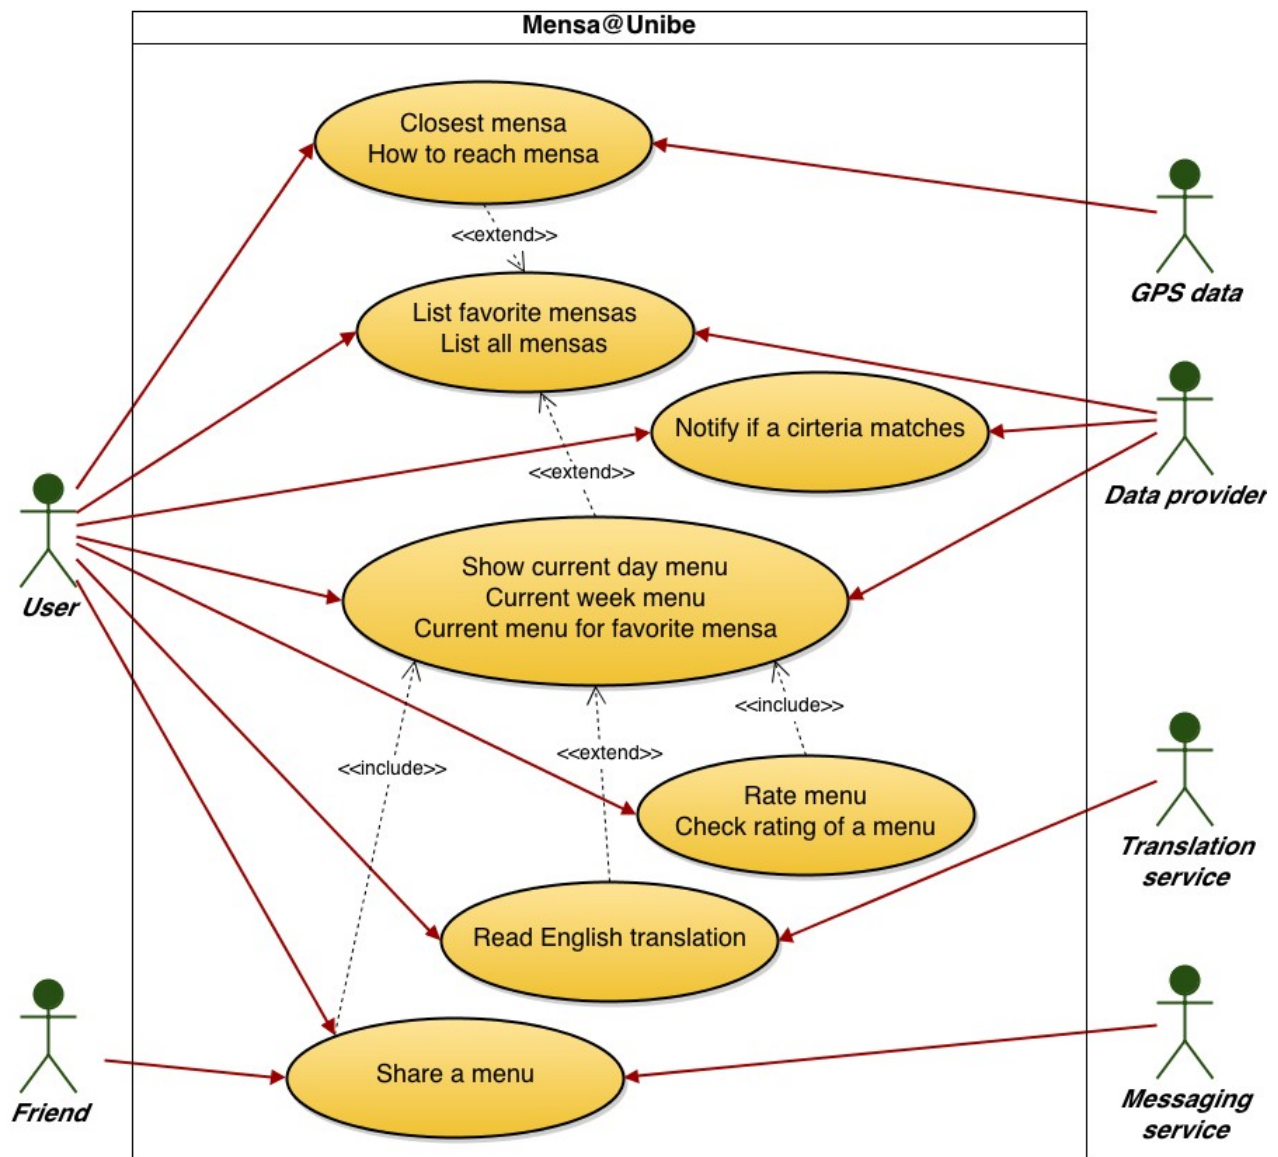 Mensa@Unibe
Closest mensa
How to reach mensa
<<extend>>
GPS data
List favorite mensas
List all mensas
Notify if a cirteria matches
Data provider
<<extend>>
User
Show current day menu
Current week menu
Current menu for favorite mensa
<<include>>
<<extend>>
<<include>>
Rate menu
Check rating of a menu
Translation
service
Read English translation
Share a menu
Friend
Messaging
service